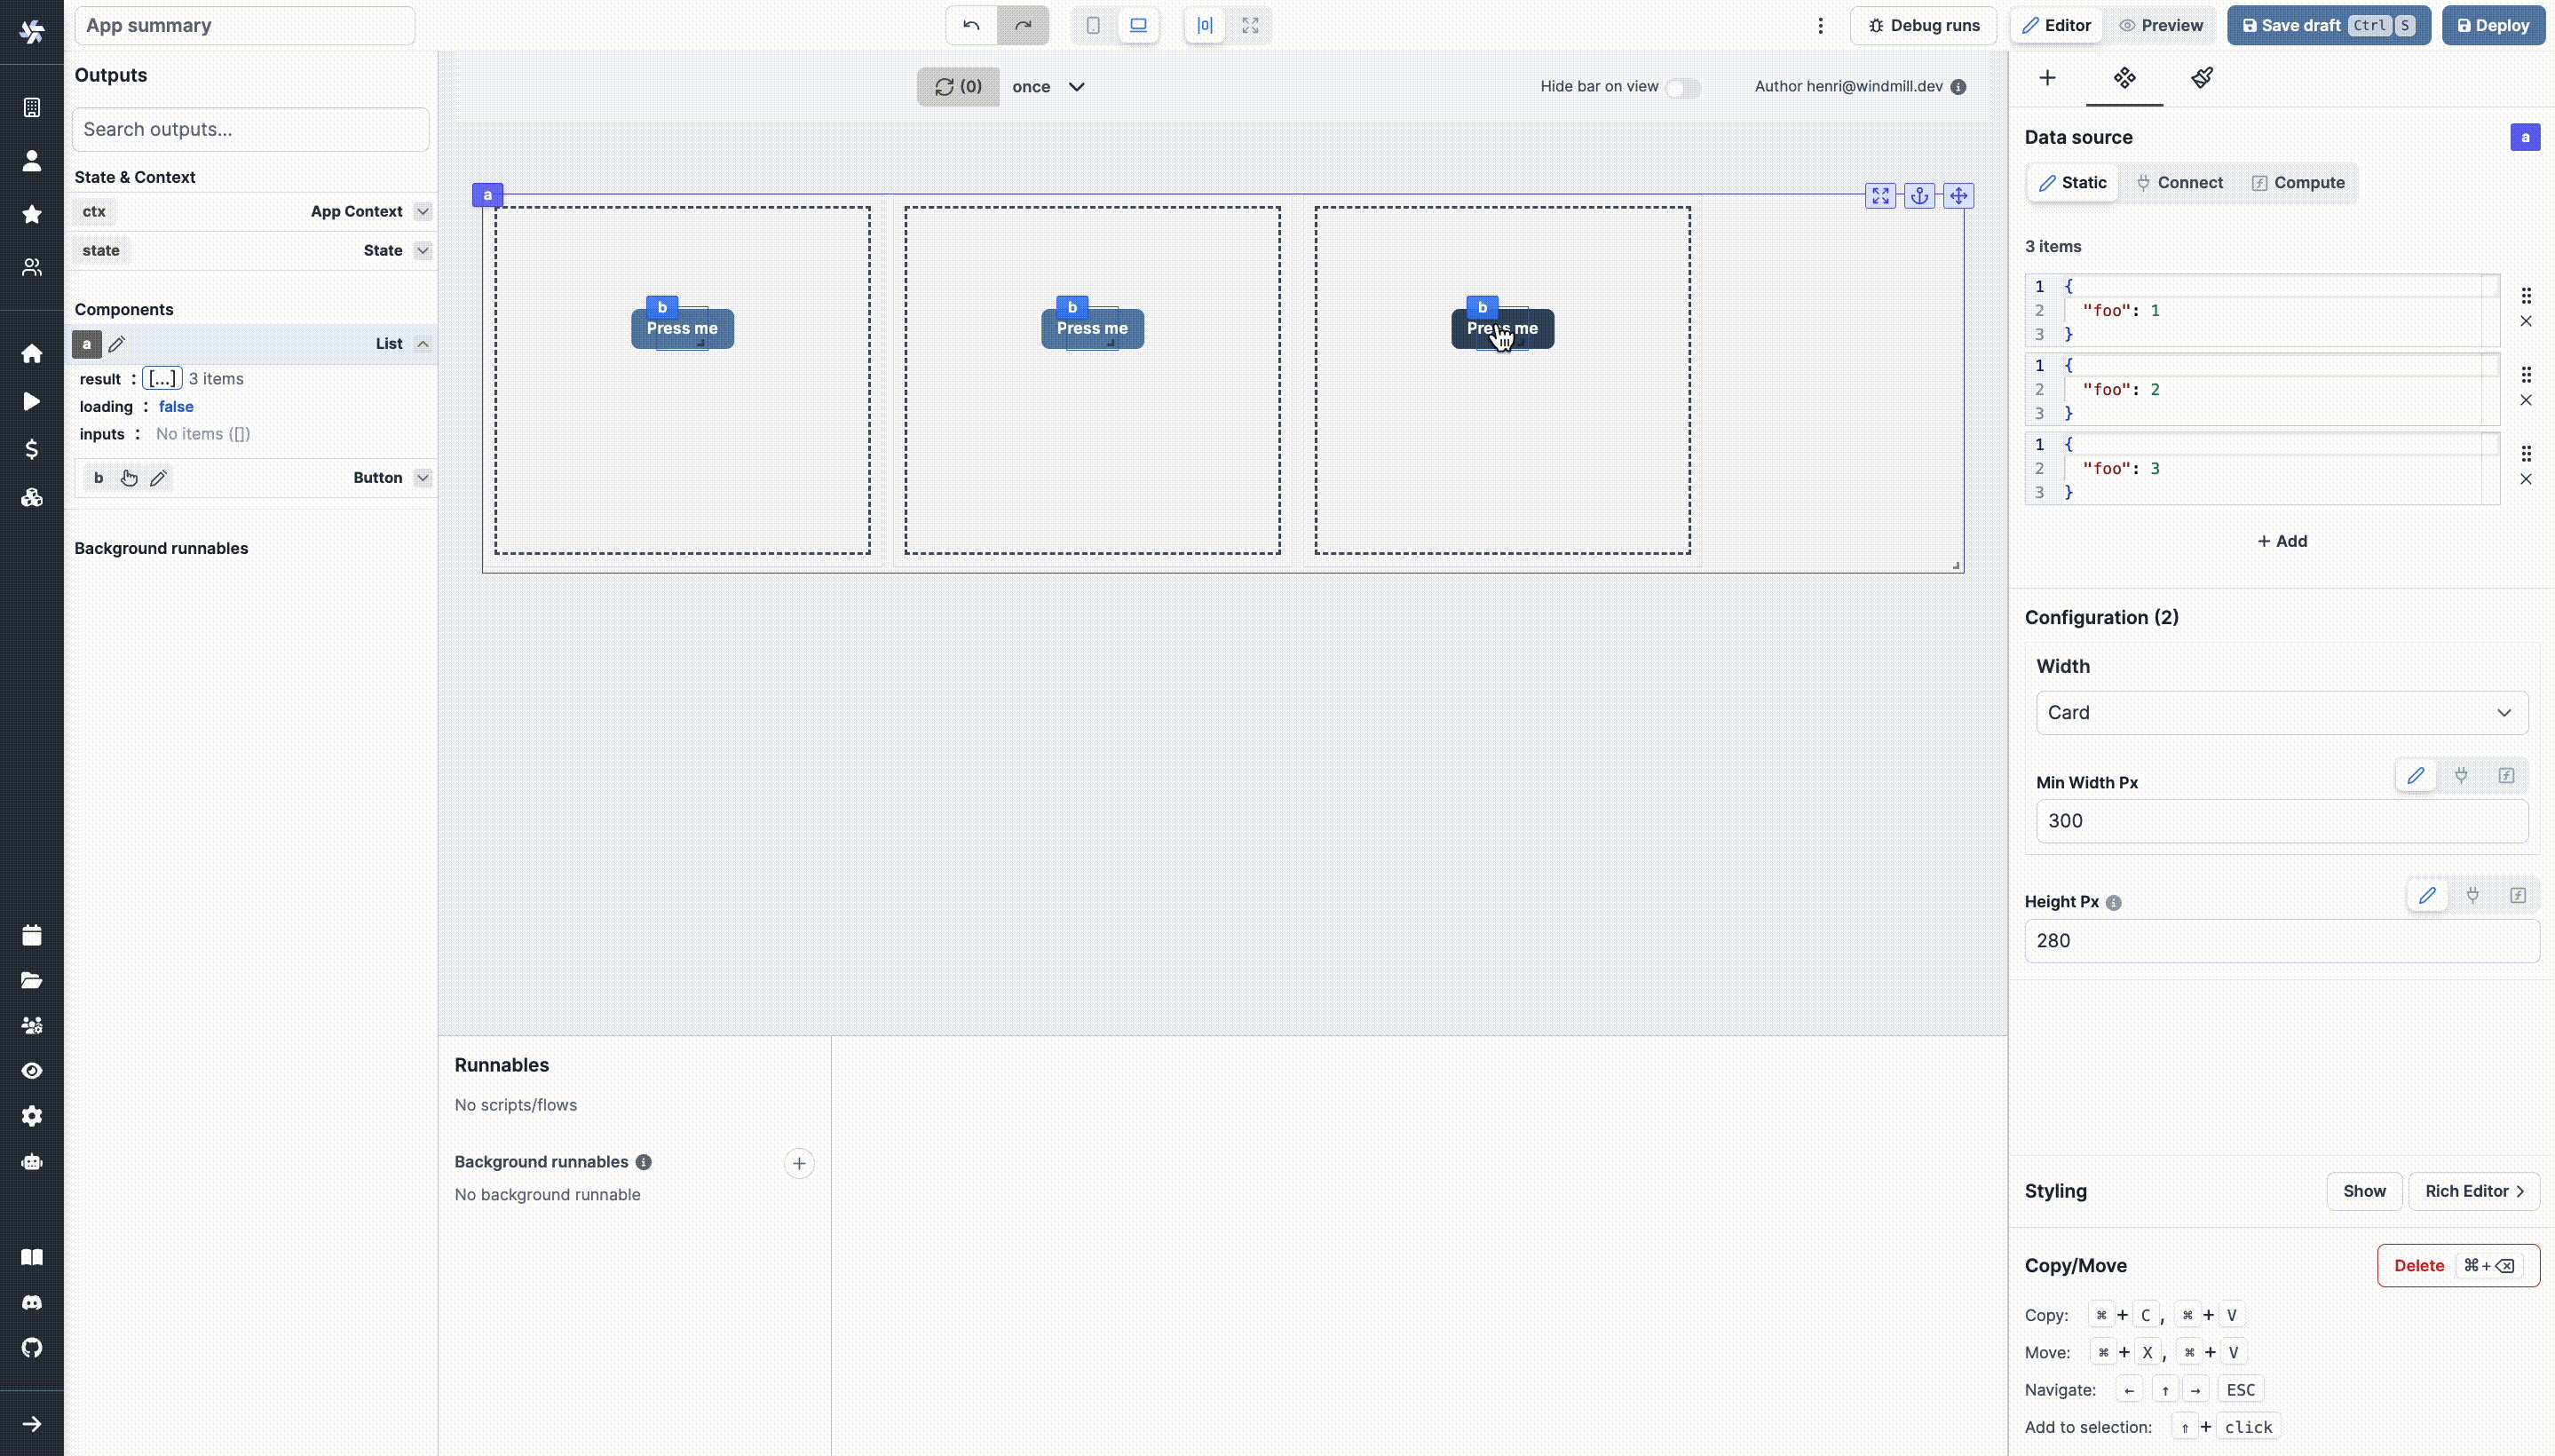 App summary
Debug runs
Editor
Preview
Save draft Ctrl S
Deploy
Outputs
Search outputs...
State & Context
ctx App Context
state State
Components
a List
result : [...] 3 items
loading : false
inputs : No items ([])
b Button
Background runnables
(0) once
Hide bar on view
Author henri@windmill.dev
a
b
Press me
b
Press me
b
Press me
Runnables
No scripts/flows
Background runnables
No background runnable
Data source a
Static Connect Compute
3 items
1 {
2 "foo": 1
3 }
1 {
2 "foo": 2
3 }
1 {
2 "foo": 3
3 }
+ Add
Configuration (2)
Width
Card
Min Width Px
300
Height Px
280
Styling Show Rich Editor
Copy/Move Delete ⌘+⌫
Copy: ⌘ + C, ⌘ + V
Move: ⌘ + X, ⌘ + V
Navigate: ← ↑ → ESC
Add to selection: ⇧ + click